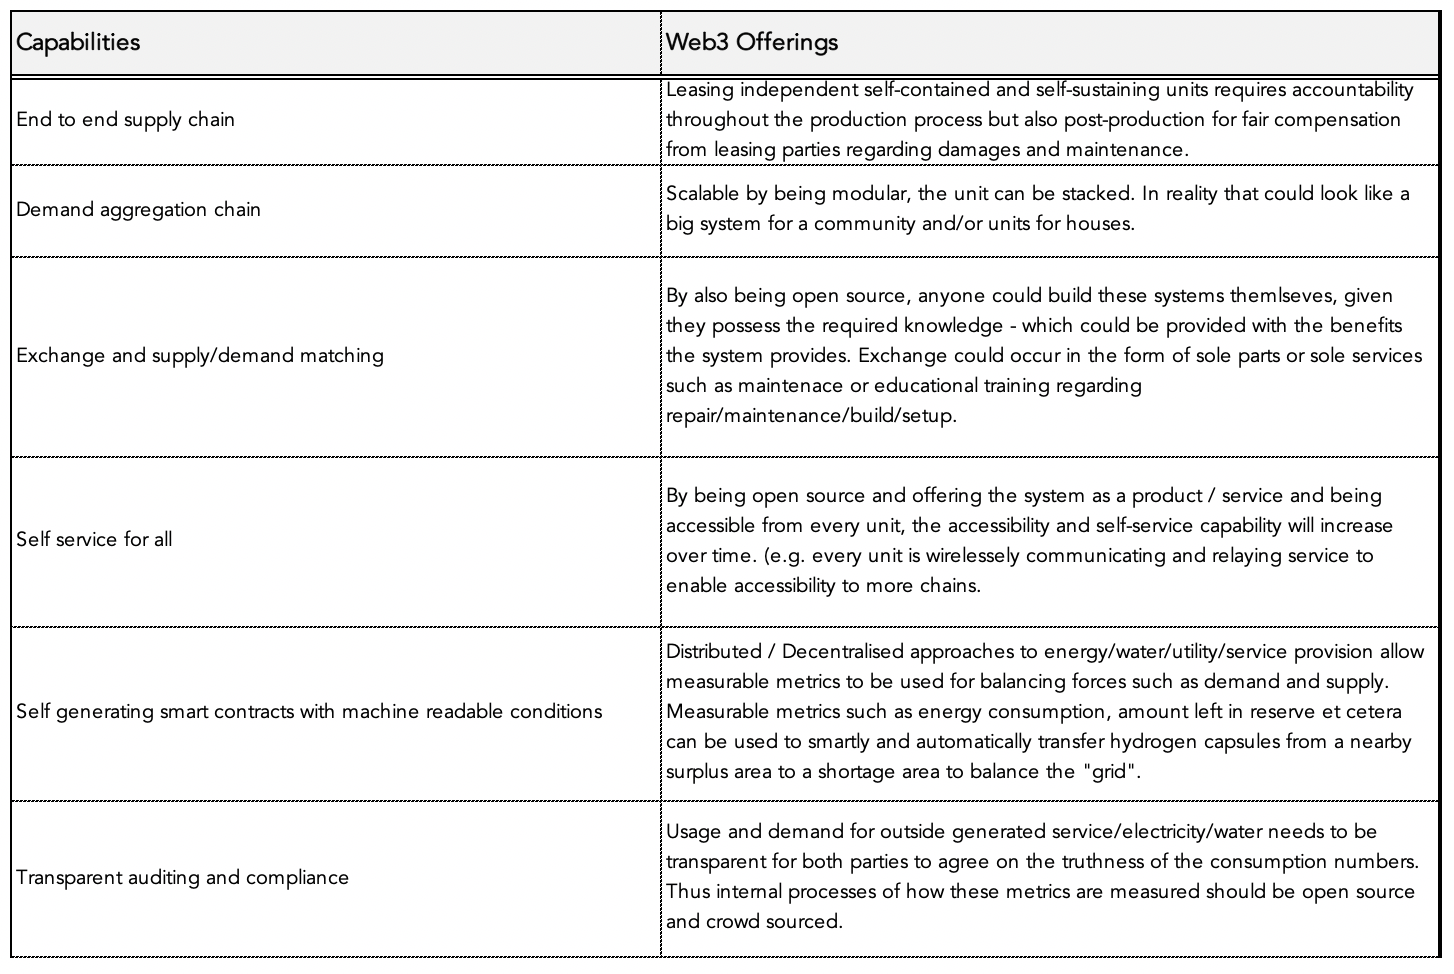 Capabilities
Web3 Offerings
End to end supply chain
Leasing independent self-contained and self-sustaining units requires accountability
throughout the production process but also post-production for fair compensation
from leasing parties regarding damages and maintenance.
Demand aggregation chain
Scalable by being modular, the unit can be stacked. In reality that could look like a
big system for a community and/or units for houses.
Exchange and supply/demand matching
By also being open source, anyone could build these systems themlseves, given
they possess the required knowledge - which could be provided with the benefits
the system provides. Exchange could occur in the form of sole parts or sole services
such as maintenace or educational training regarding
repair/maintenance/build/setup.
Self service for all
By being open source and offering the system as a product / service and being
accessible from every unit, the accessibility and self-service capability will increase
over time. (e.g. every unit is wirelessely communicating and relaying service to
enable accessibility to more chains.
Self generating smart contracts with machine readable conditions
Distributed / Decentralised approaches to energy/water/utility/service provision allow
measurable metrics to be used for balancing forces such as demand and supply.
Measurable metrics such as energy consumption, amount left in reserve et cetera
can be used to smartly and automatically transfer hydrogen capsules from a nearby
surplus area to a shortage area to balance the "grid".
Transparent auditing and compliance
Usage and demand for outside generated service/electricity/water needs to be
transparent for both parties to agree on the truthness of the consumption numbers.
Thus internal processes of how these metrics are measured should be open source
and crowd sourced.